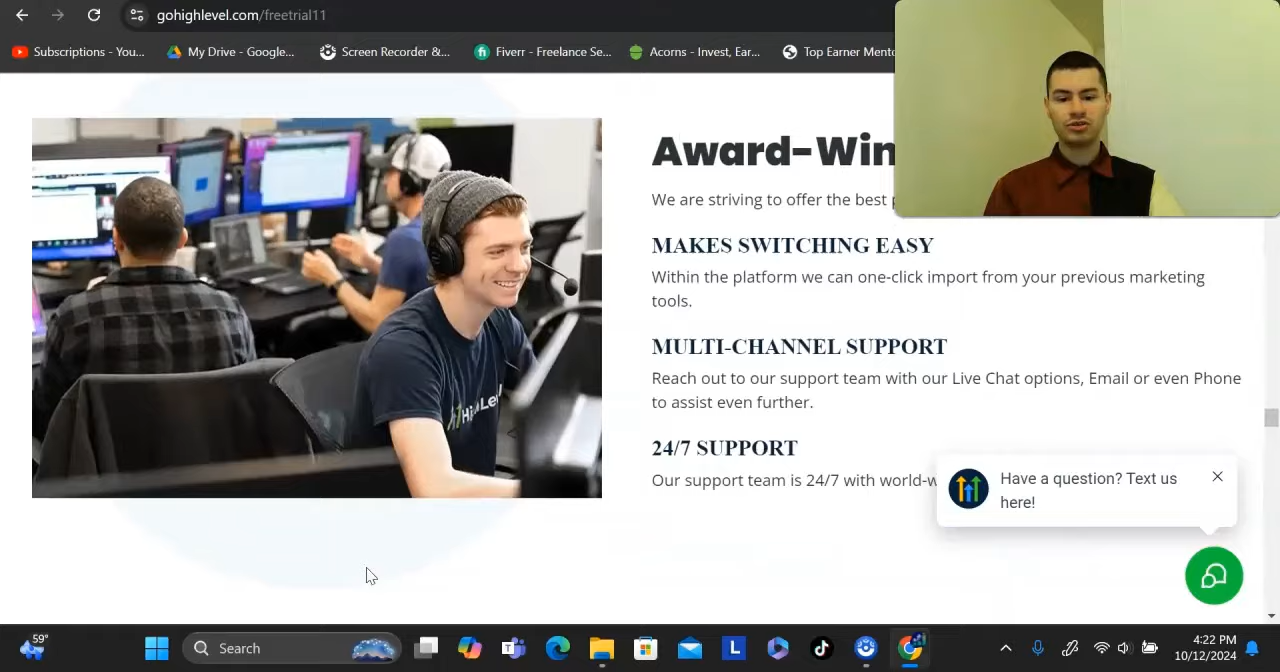 gohighlevel.com/freetrial11
Subscriptions - You...
My Drive - Google...
Screen Recorder &...
Fiverr - Freelance Se...
Acorns - Invest, Ear...
Top Earner Mento
Award-Win
We are striving to offer the best
MAKES SWITCHING EASY
Within the platform we can one-click import from your previous marketing
tools.
MULTI-CHANNEL SUPPORT
Reach out to our support team with our Live Chat options, Email or even Phone
to assist even further.
24/7 SUPPORT
Our support team is 24/7 with world-w
Have a question? Text us
here!
59°
Search
4:22 PM
10/12/2024